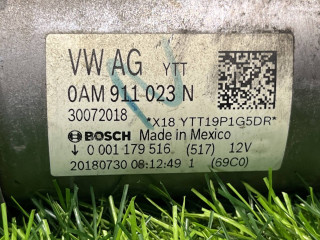 VW AG YTT
0AM 911 023 N
30072018 *X18 YTT19P1G5DR*
BOSCH Made in Mexico
↓ 0 001 179 516 (517) 12V
20180730 08:12:49 1 (69C0)